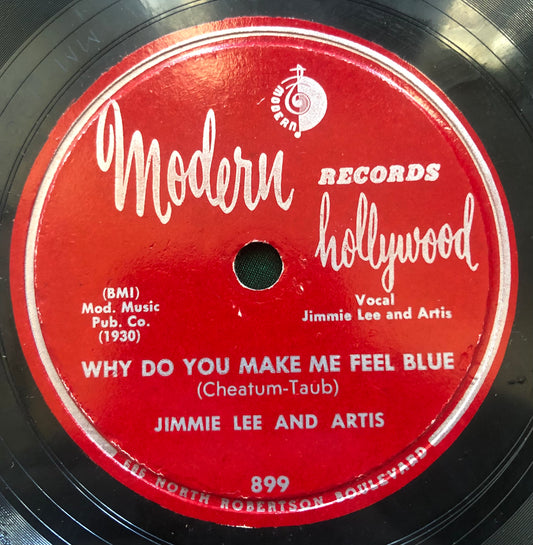 MODERN
Modern RECORDS
hollywood
(BMI)
Mod. Music
Pub. Co.
(1930)
Vocal
Jimmie Lee and Artis
WHY DO YOU MAKE ME FEEL BLUE
(Cheatum-Taub)
JIMMIE LEE AND ARTIS
899
NORTH ROBERTSON BOULEVARD